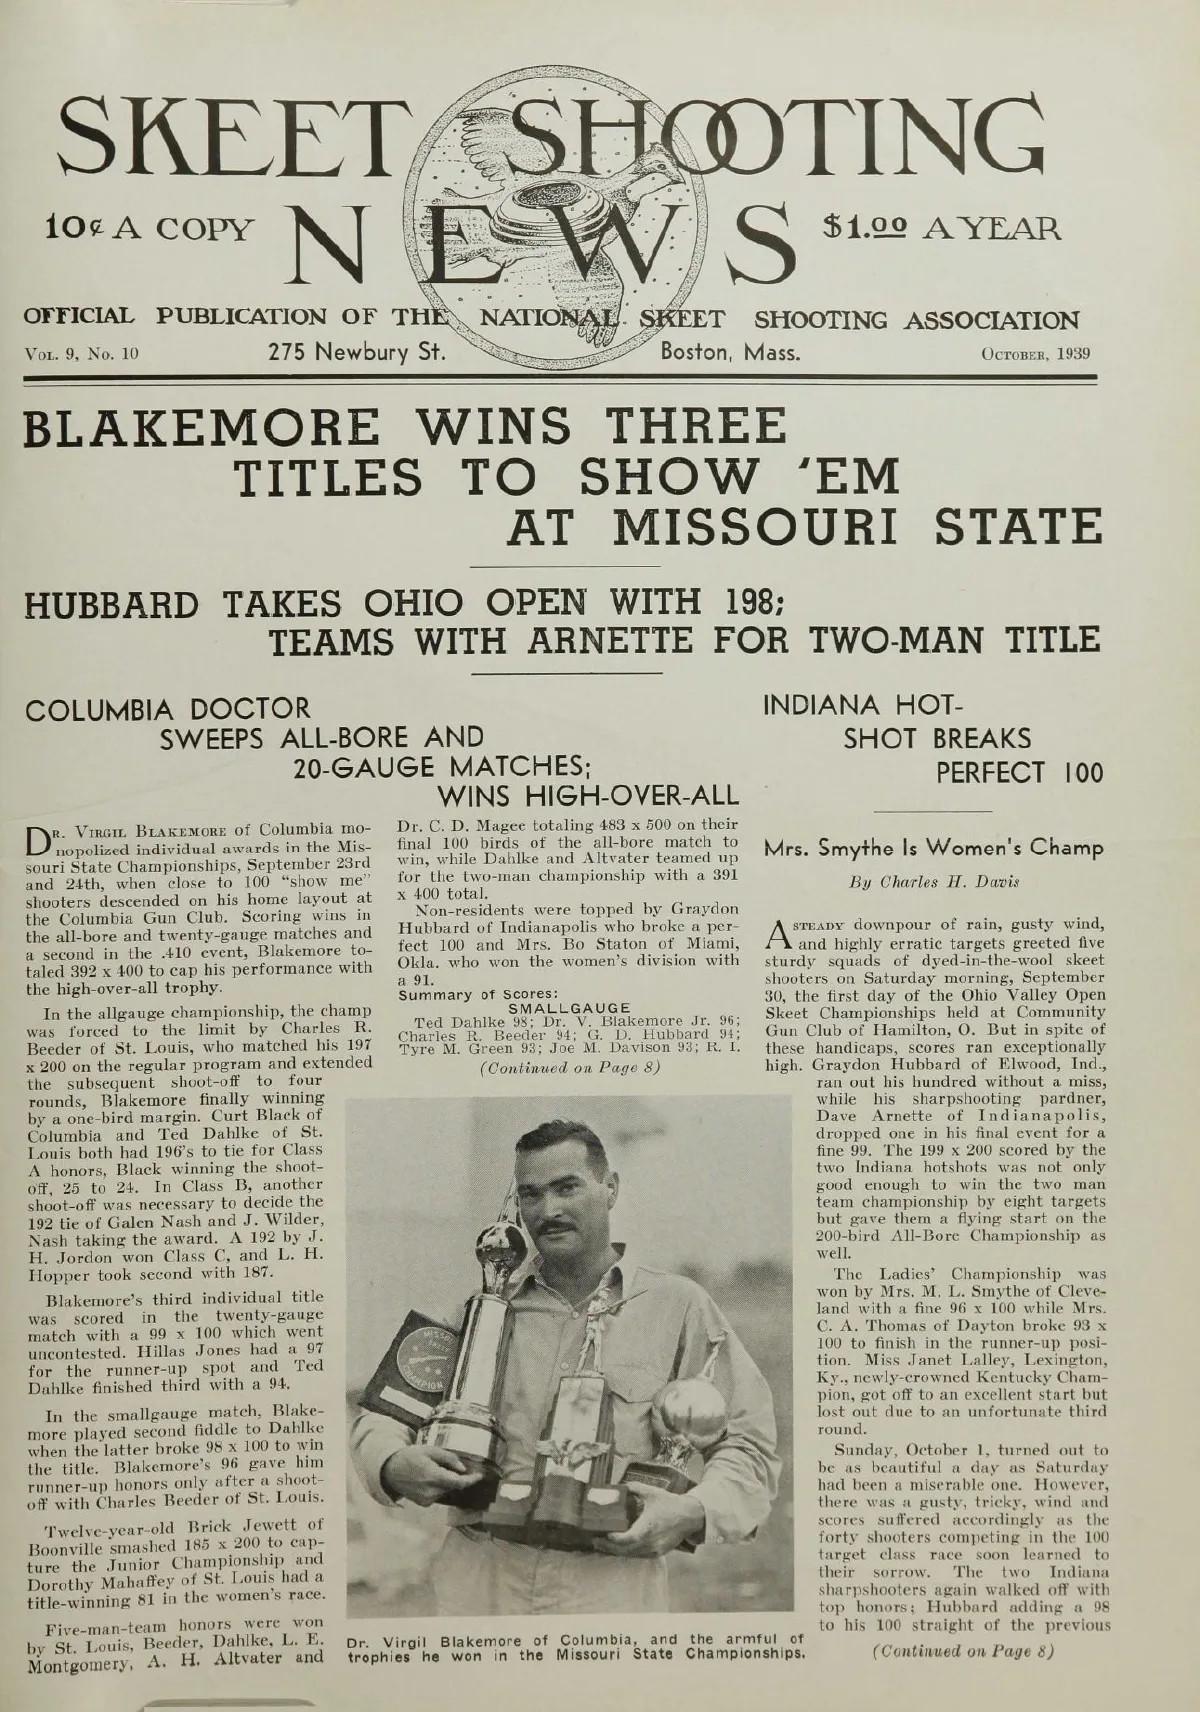 SKEET SHOOTING
10¢ A COPY NEWS $1.00 A YEAR
OFFICIAL PUBLICATION OF THE NATIONAL SKEET SHOOTING ASSOCIATION
VOL. 9, No. 10 275 Newbury St. Boston, Mass. OCTOBER, 1939
BLAKEMORE WINS THREE
TITLES TO SHOW 'EM
AT MISSOURI STATE
HUBBARD TAKES OHIO OPEN WITH 198;
TEAMS WITH ARNETTE FOR TWO-MAN TITLE
COLUMBIA DOCTOR
SWEEPS ALL-BORE AND
20-GAUGE MATCHES;
WINS HIGH-OVER-ALL
DR. VIRGIL BLAKEMORE of Columbia mo-
nopolized individual awards in the Mis-
souri State Championships, September 23rd
and 24th, when close to 100 "show me"
shooters descended on his home layout at
the Columbia Gun Club. Scoring wins in
the all-bore and twenty-gauge matches and
a second in the .410 event, Blakemore to-
taled 392 x 400 to cap his performance with
the high-over-all trophy.
In the allgauge championship, the champ
was forced to the limit by Charles R.
Beeder of St. Louis, who matched his 197
x 200 on the regular program and extended
the subsequent shoot-off to four
rounds, Blakemore finally winning
by a one-bird margin. Curt Black of
Columbia and Ted Dahlke of St.
Louis both had 196's to tie for Class
A honors, Black winning the shoot-
off, 25 to 24. In Class B, another
shoot-off was necessary to decide the
192 tie of Galen Nash and J. Wilder,
Nash taking the award. A 192 by J.
H. Jordon won Class C, and L. H.
Hopper took second with 187.
Blakemore's third individual title
was scored in the twenty-gauge
match with a 99 x 100 which went
uncontested. Hillas Jones had a 97
for the runner-up spot and Ted
Dahlke finished third with a 94.
In the smallgauge match, Blake-
more played second fiddle to Dahlke
when the latter broke 98 x 100 to win
the title. Blakemore's 96 gave him
runner-up honors only after a shoot-
off with Charles Beeder of St. Louis.
Twelve-year-old Brick Jewett of
Boonville smashed 185 x 200 to cap-
ture the Junior Championship and
Dorothy Mahaffey of St. Louis had a
title-winning 81 in the women's race.
Five-man-team honors were won
by St. Louis, Beeder, Dahlke, L. E.
Montgomery, A. H. Altvater and
Dr. C. D. Magee totaling 483 x 500 on their
final 100 birds of the all-bore match to
win, while Dahlke and Altvater teamed up
for the two-man championship with a 391
x 400 total.
Non-residents were topped by Graydon
Hubbard of Indianapolis who broke a per-
fect 100 and Mrs. Bo Staton of Miami,
Okla. who won the women's division with
a 91.
Summary of Scores:
SMALLGAUGE
Ted Dahlke 98; Dr. V. Blakemore Jr. 96;
Charles R. Beeder 94; G. D. Hubbard 94;
Tyre M. Green 93; Joe M. Davison 93; R. I.
(Continued on Page 8)
MISSOURI
STATE
CHAMPION
Dr. Virgil Blakemore of Columbia, and the armful of
trophies he won in the Missouri State Championships.
INDIANA HOT-
SHOT BREAKS
PERFECT 100
Mrs. Smythe Is Women's Champ
By Charles H. Davis
A STEADY downpour of rain, gusty wind,
and highly erratic targets greeted five
sturdy squads of dyed-in-the-wool skeet
shooters on Saturday morning, September
30, the first day of the Ohio Valley Open
Skeet Championships held at Community
Gun Club of Hamilton, O. But in spite of
these handicaps, scores ran exceptionally
high. Graydon Hubbard of Elwood, Ind.,
ran out his hundred without a miss,
while his sharpshooting pardner,
Dave Arnette of Indianapolis,
dropped one in his final event for a
fine 99. The 199 x 200 scored by the
two Indiana hotshots was not only
good enough to win the two man
team championship by eight targets
but gave them a flying start on the
200-bird All-Bore Championship as
well.
The Ladies' Championship was
won by Mrs. M. L. Smythe of Cleve-
land with a fine 96 x 100 while Mrs.
C. A. Thomas of Dayton broke 93 x
100 to finish in the runner-up posi-
tion. Miss Janet Lalley, Lexington,
Ky., newly-crowned Kentucky Cham-
pion, got off to an excellent start but
lost out due to an unfortunate third
round.
Sunday, October 1, turned out to
be as beautiful a day as Saturday
had been a miserable one. However,
there was a gusty, tricky, wind and
scores suffered accordingly as the
forty shooters competing in the 100
target class race soon learned to
their sorrow. The two Indiana
sharpshooters again walked off with
top honors; Hubbard adding a 98
to his 100 straight of the previous
(Continued on Page 8)